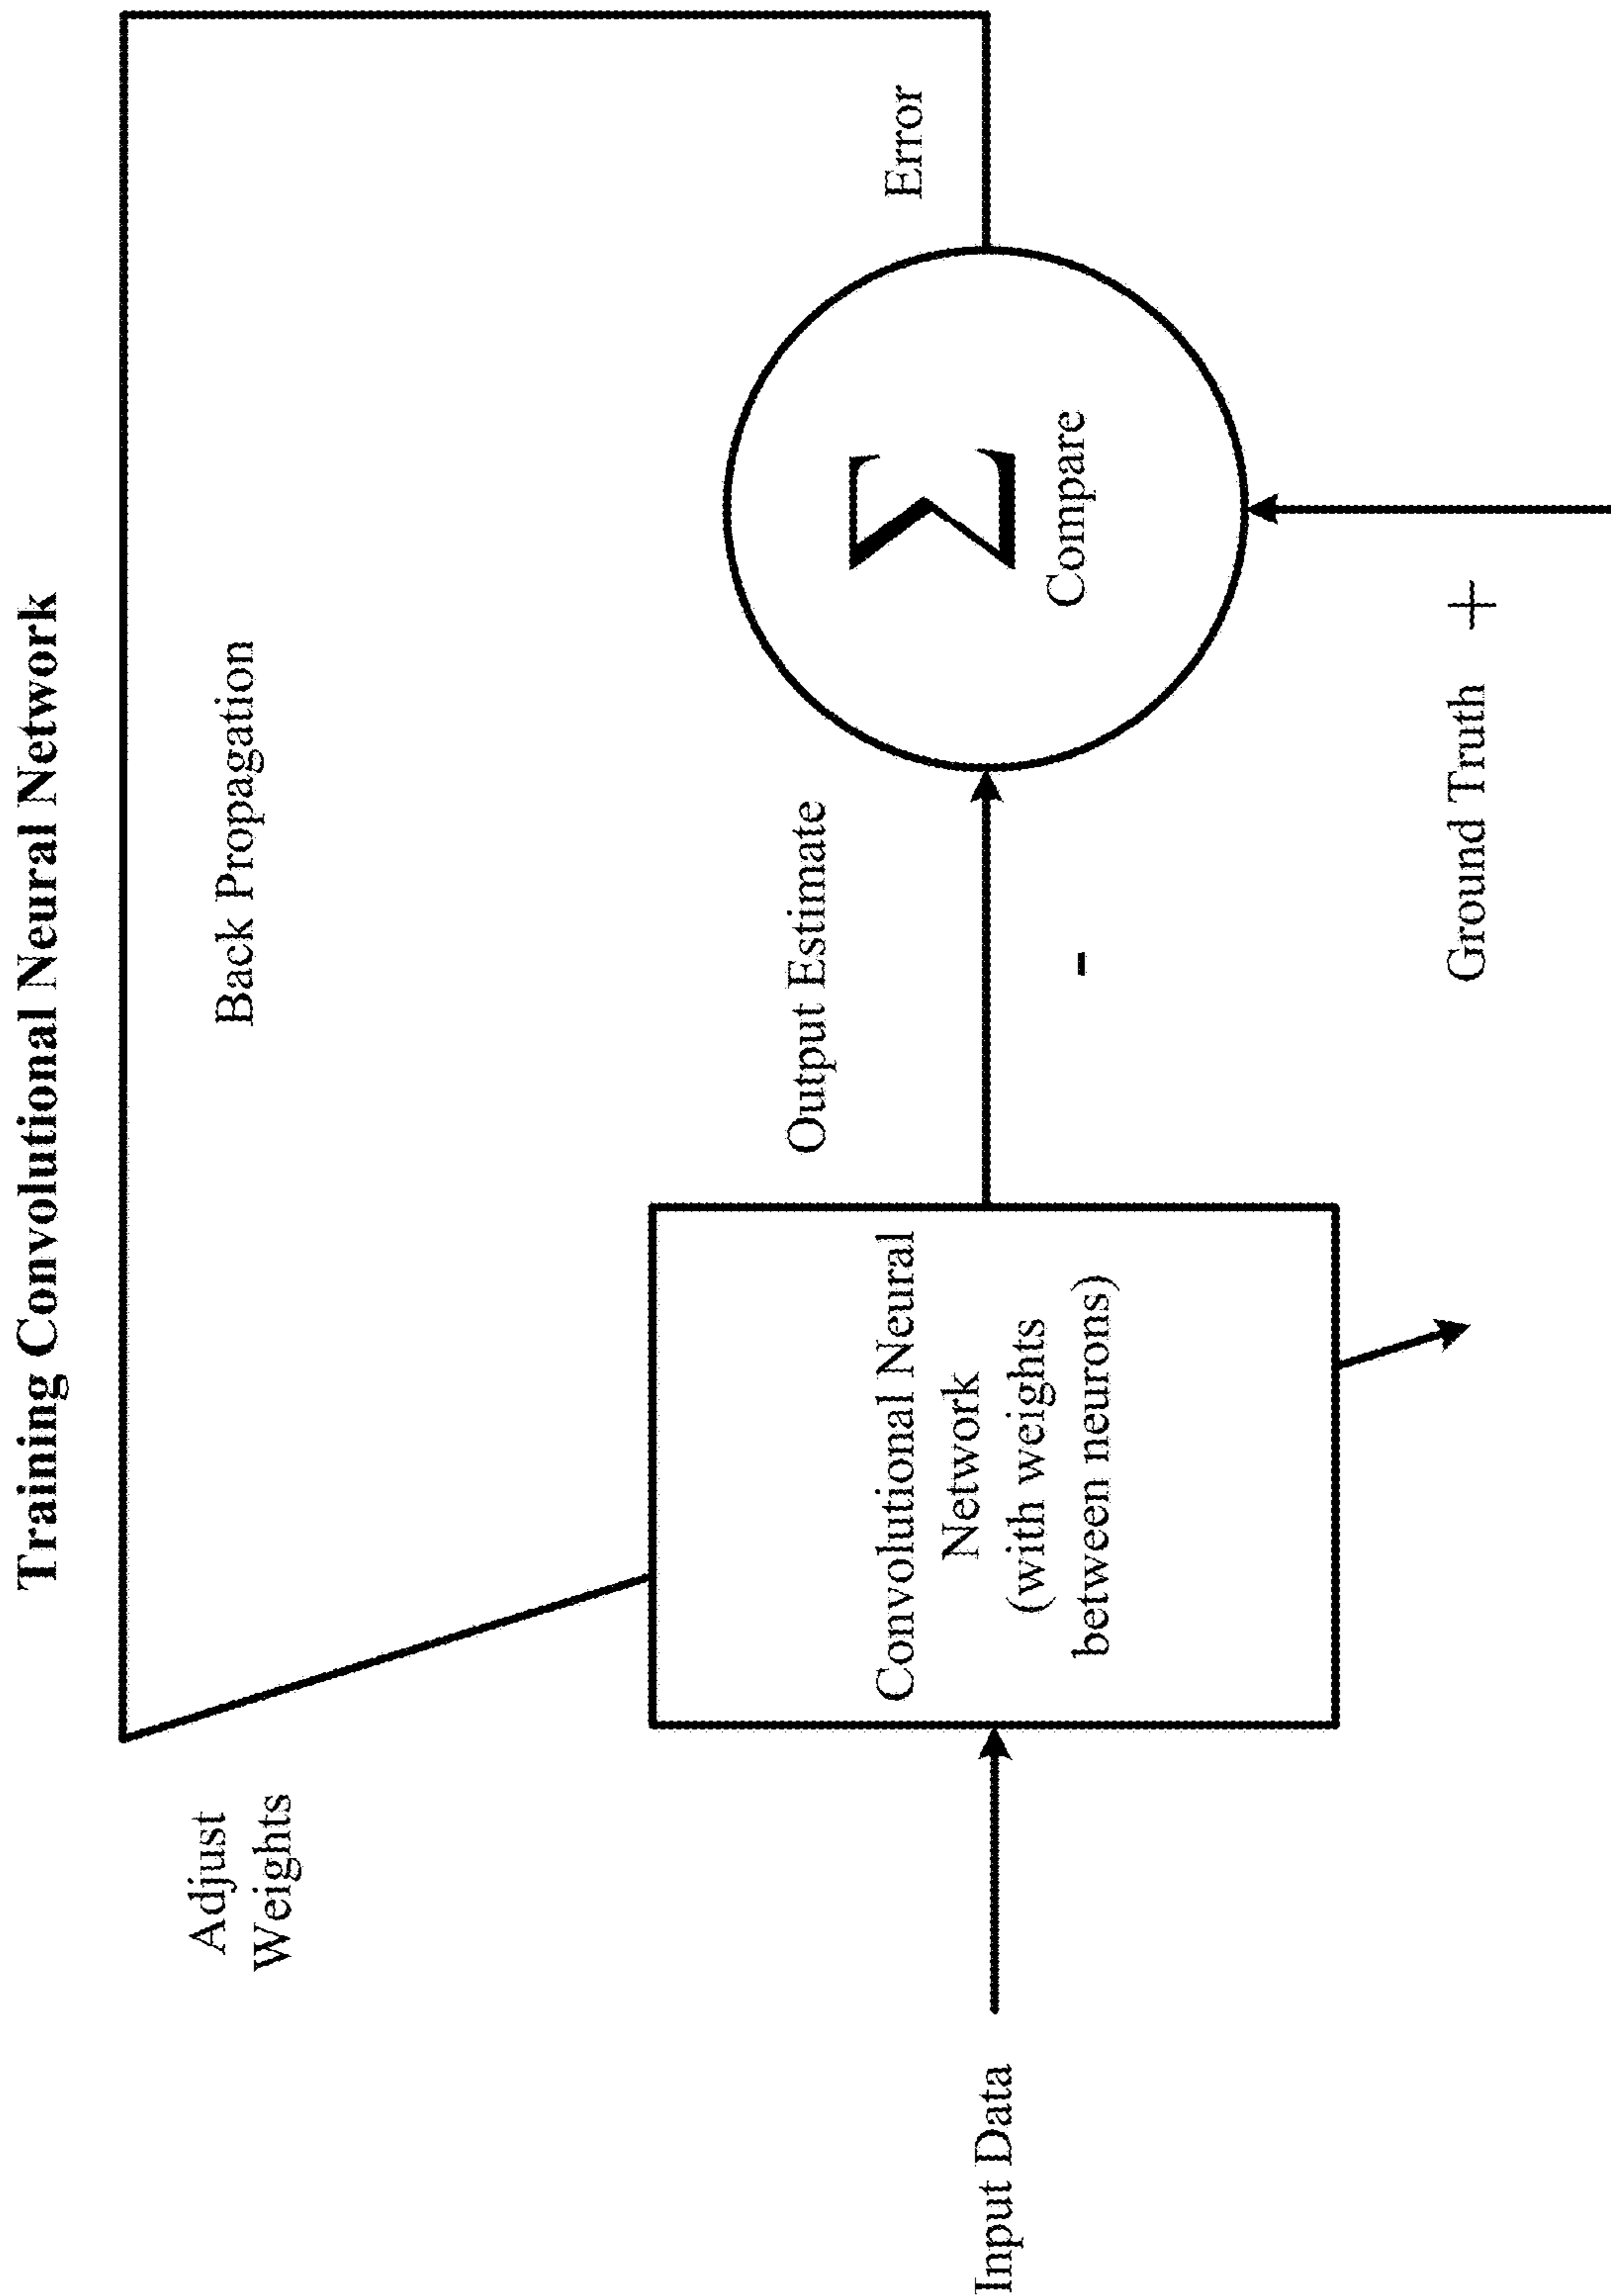 Training Convolutional Neural Network
Back Propagation
Adjust
Weights
Error
Output Estimate
Σ
Compare
Convolutional Neural
Network
(with weights
between neurons)
Input Data
-
Ground Truth +